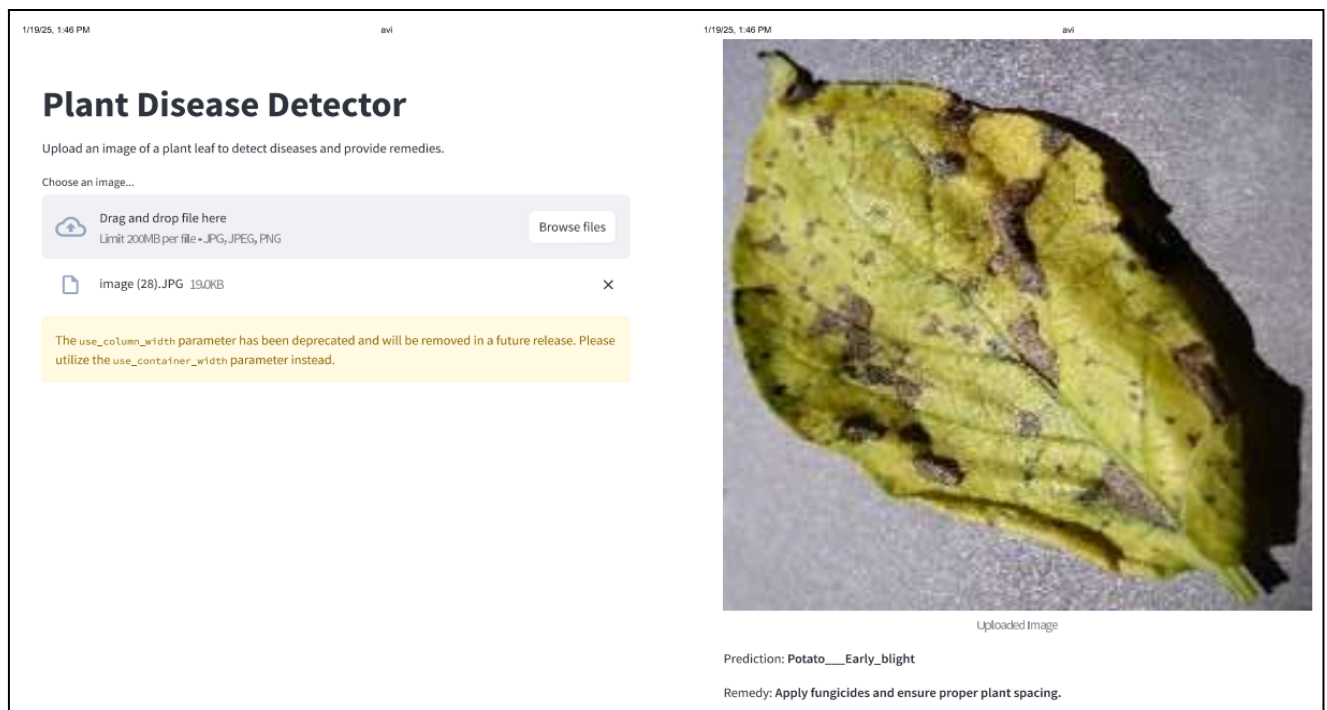 1/19/25, 1:46 PM
avi
Plant Disease Detector
Upload an image of a plant leaf to detect diseases and provide remedies.
Choose an image...
Drag and drop file here
Limit 200MB per file • JPG, JPEG, PNG
Browse files
image (28).JPG 19.0KB
The use_column_width parameter has been deprecated and will be removed in a future release. Please
utilize the use_container_width parameter instead.
1/19/25, 1:46 PM
avi
Uploaded Image
Prediction: Potato___Early_blight
Remedy: Apply fungicides and ensure proper plant spacing.